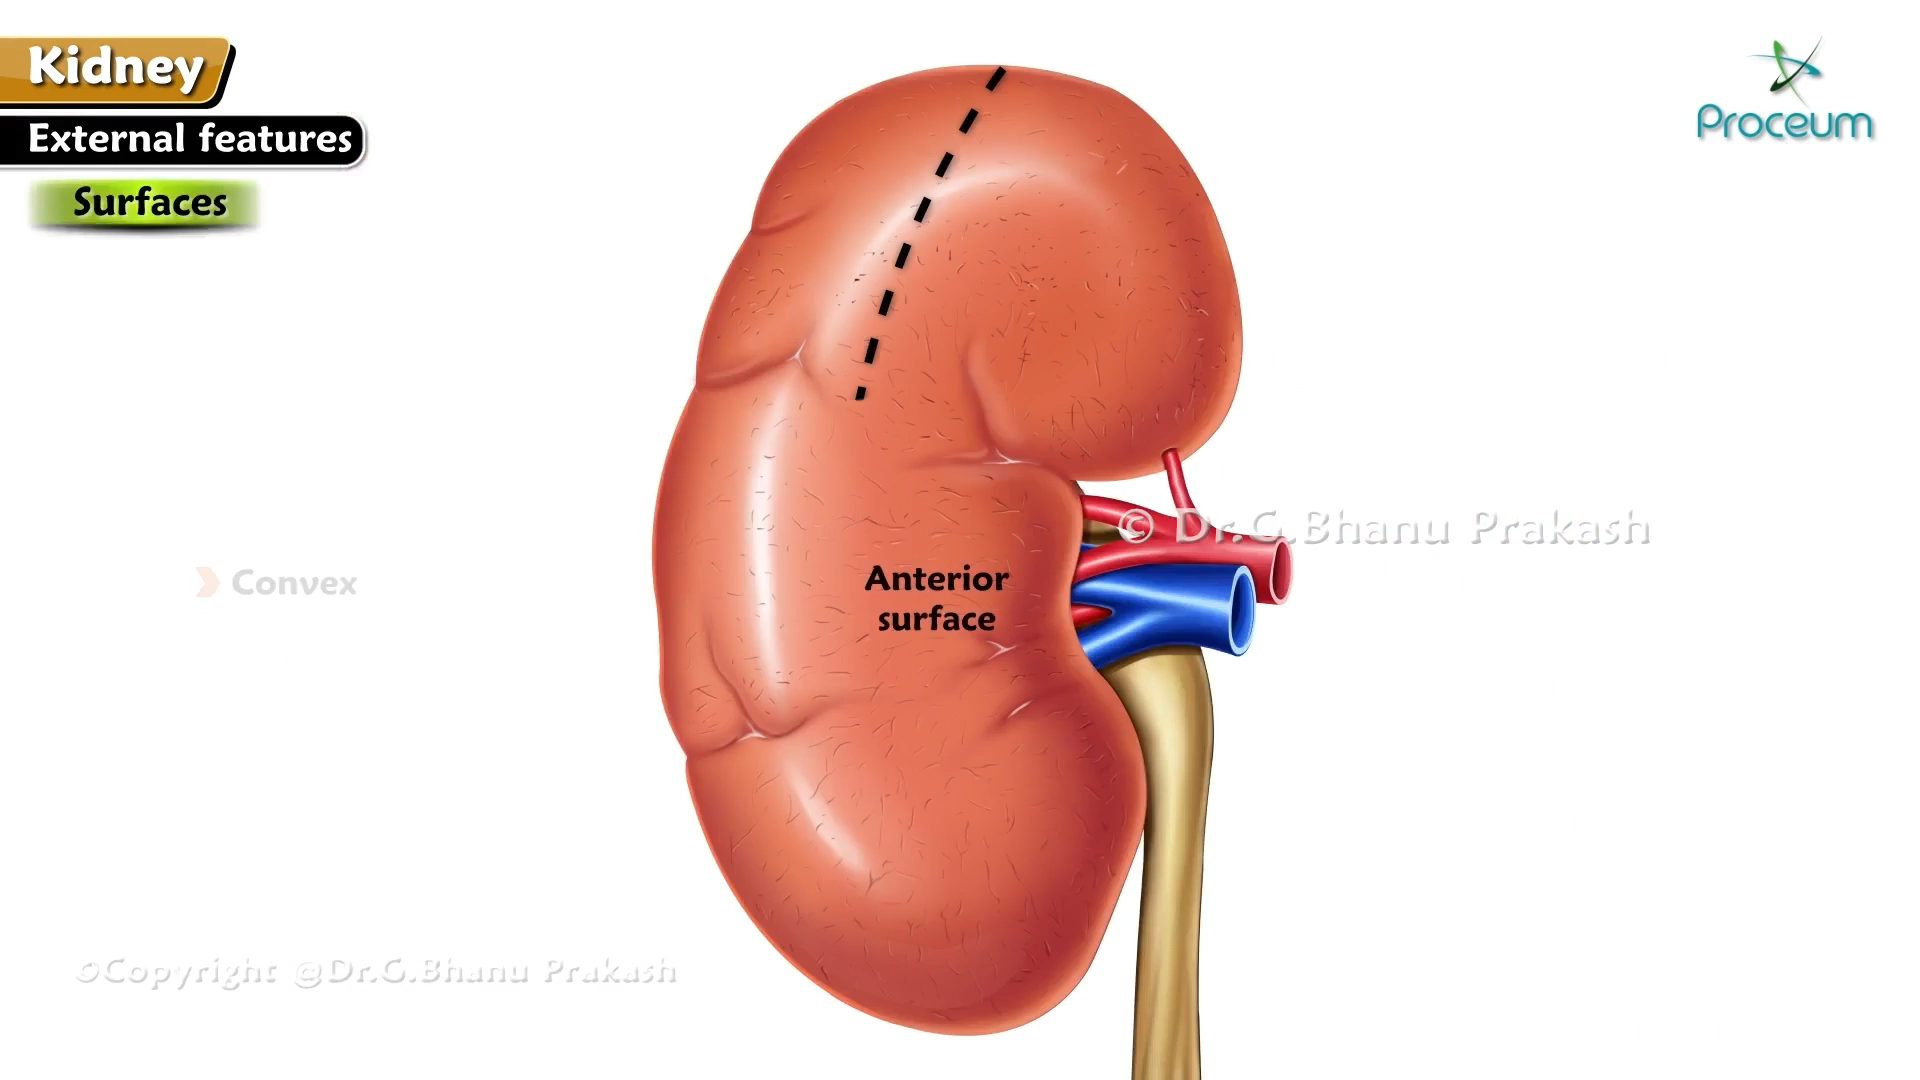 Kidney
External features
Surfaces
Proceum
© Dr.G.Bhanu Prakash
Convex
Anterior
surface
©Copyright @Dr.G.Bhanu Prakash